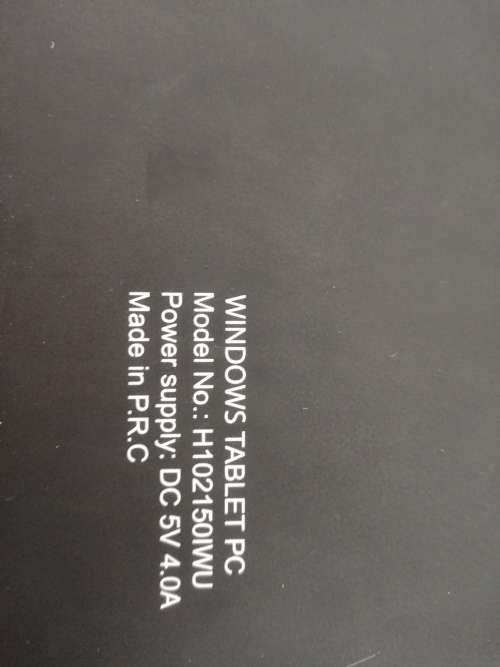 WINDOWS TABLET PC
Model No.: H102150IWU
Power supply: DC 5V 4.0A
Made in P.R.C